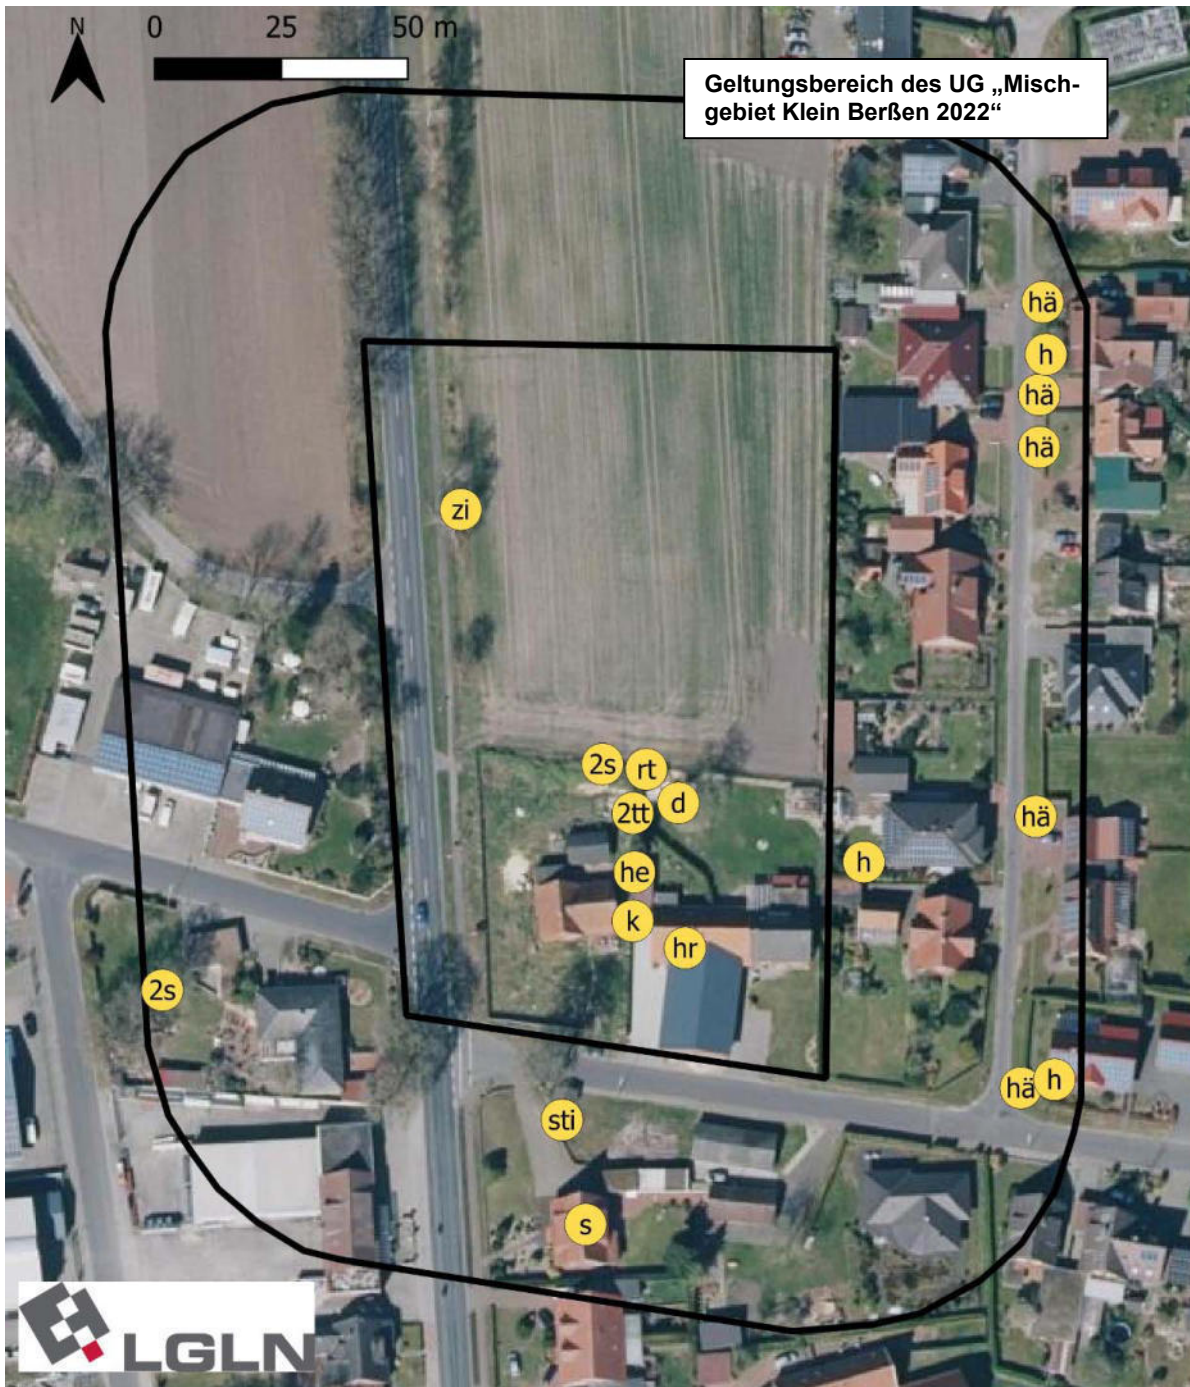 N 0 25 50 m
Geltungsbereich des UG „Misch-
gebiet Klein Berßen 2022“
hä
h
hä
hä
zi
2s rt
d
2tt
hä
h
he
k
hr
2s
hä h
sti
s
LGLN